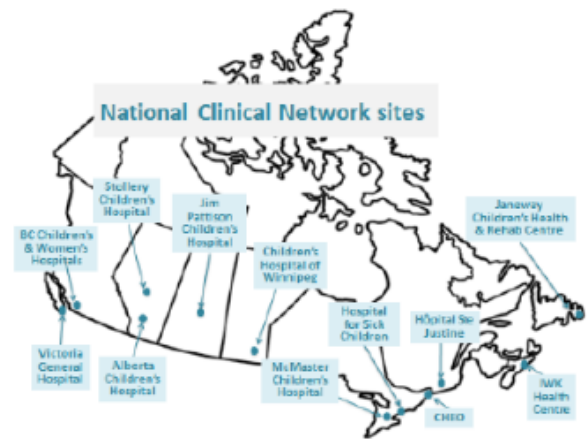 National Clinical Network sites
Stollery
Children's
Hospital
Jim
Pattison
Children's
Hospital
Janeway
Children's Health
& Rehab Centre
BC Children's
& Women's
Hospitals
Children's
Hospital of
Winnipeg
Hospital
for Sick
Children
Hôpital Ste
Justine
Victoria
General
Hospital
Alberta
Children's
Hospital
McMaster
Children's
Hospital
CHEO
IWK
Health
Centre